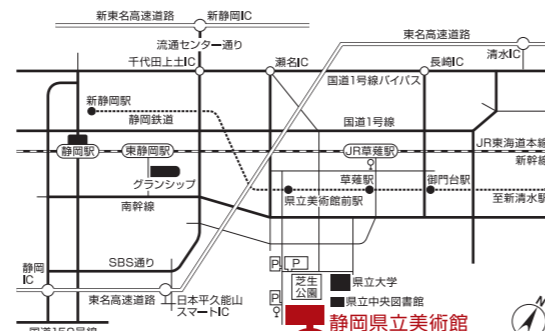 新東名高速道路
新静岡IC
東名高速道路
流通センター通り
清水IC
千代田上土IC
瀬名IC
長崎IC
国道1号線バイパス
新静岡駅
静岡鉄道
国道1号線
JR東海道本線
静岡駅
東静岡駅
JR草薙駅
新幹線
グランシップ
草薙駅
御門台駅
県立美術館前駅
至新清水駅
南幹線
SBS通り
P
P
静岡
IC
芝生
公園
県立大学
東名高速道路
日本平久能山
スマートIC
P
県立中央図書館
静岡県立美術館
N
国道150号線